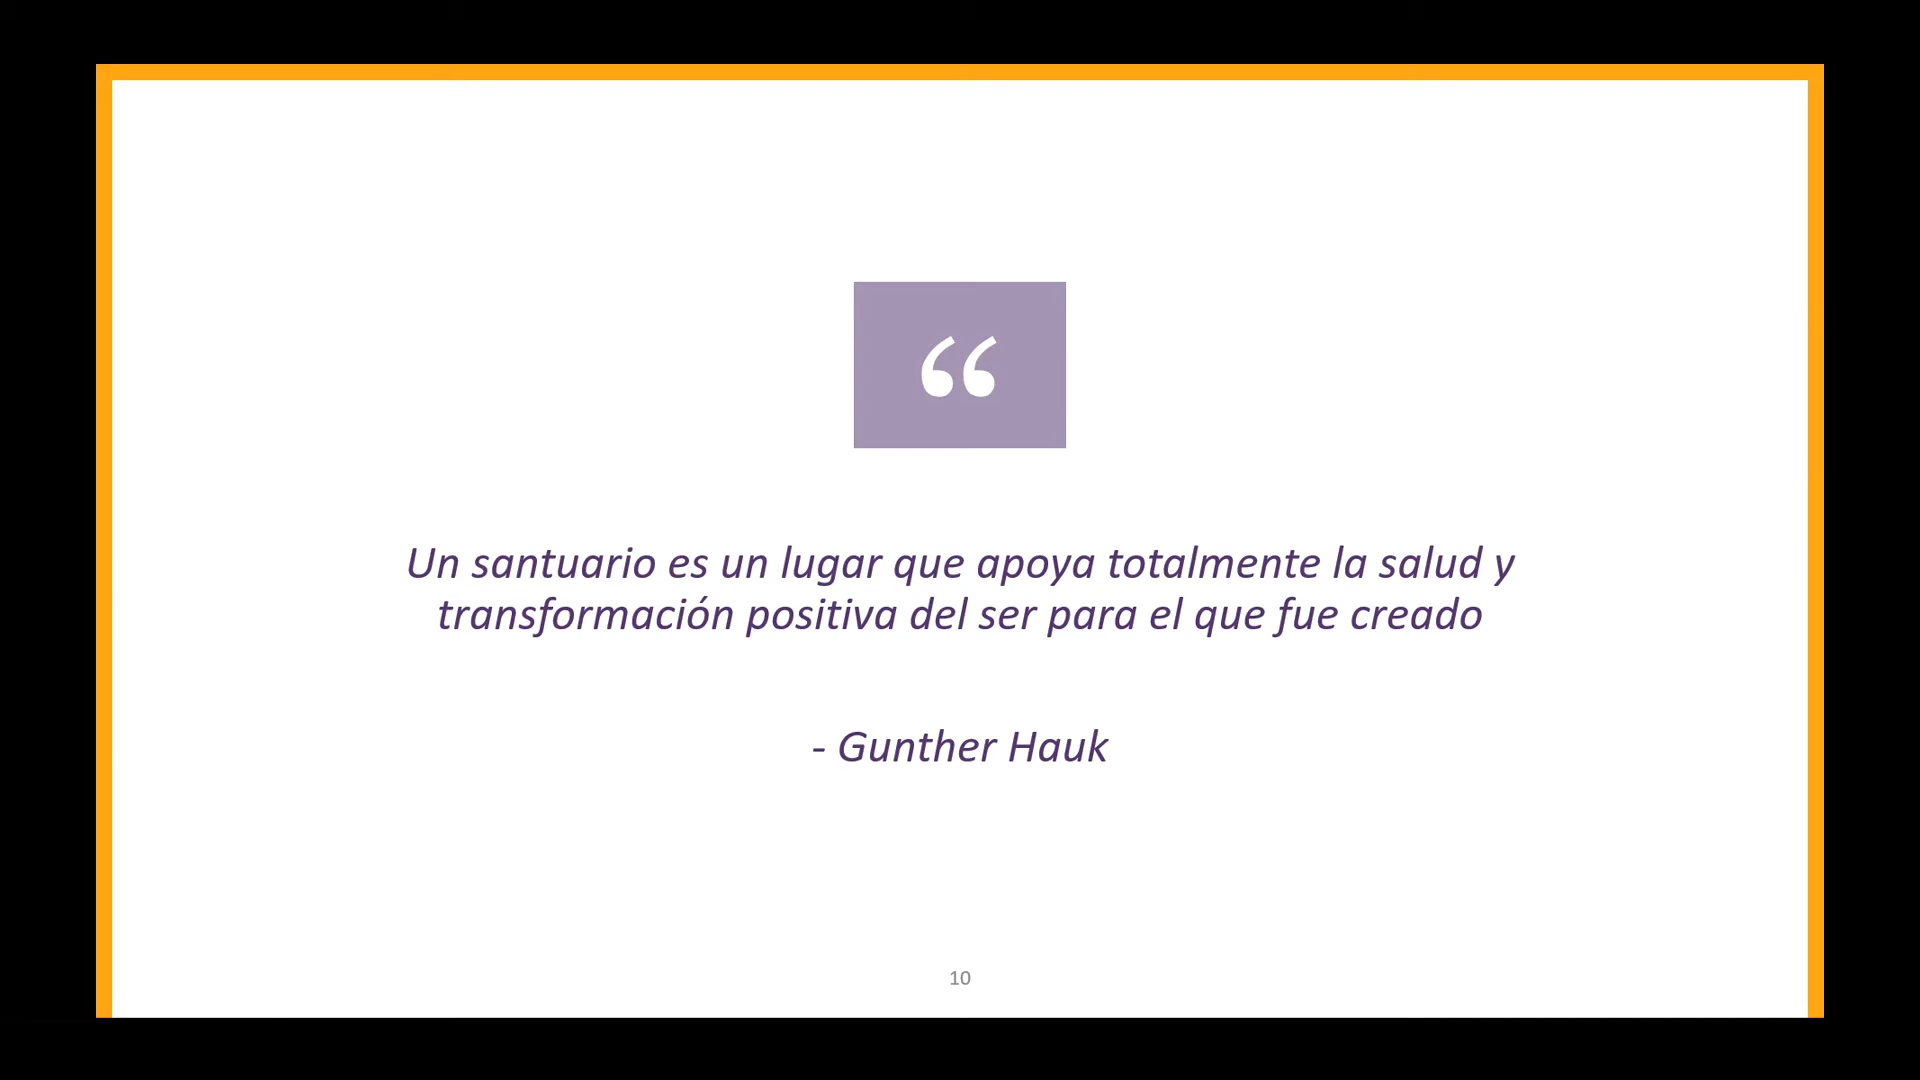 “
Un santuario es un lugar que apoya totalmente la salud y
transformación positiva del ser para el que fue creado
- Gunther Hauk
10